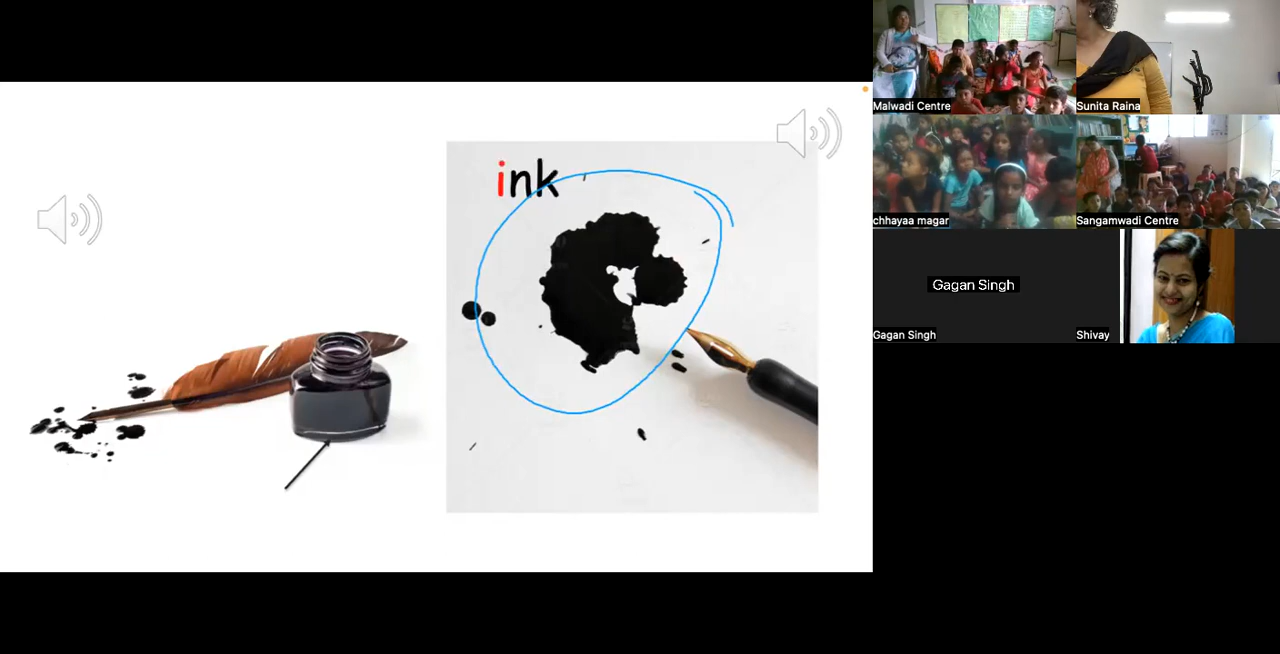 ink
Malwadi Centre
Sunita Raina
chhayaa magar
Sangamwadi Centre
Gagan Singh
Gagan Singh
Shivay